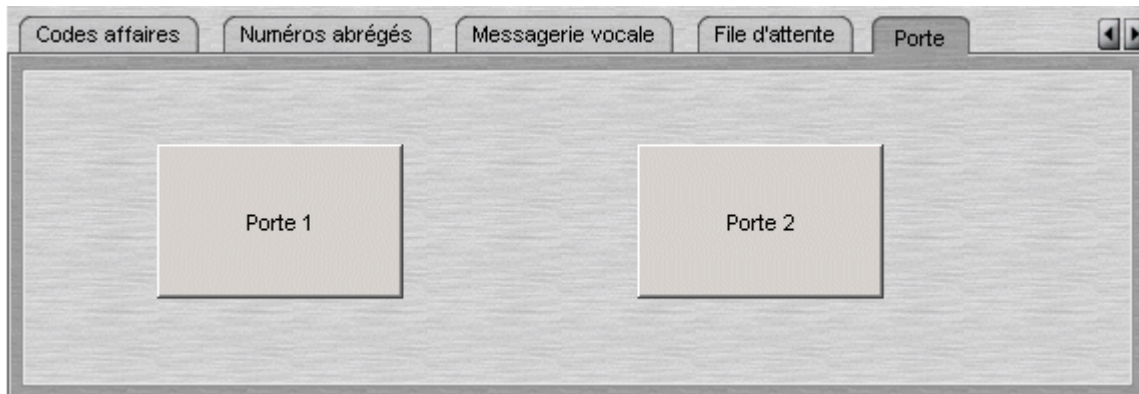 Codes affaires Numéros abrégés Messagerie vocale File d'attente Porte
Porte 1 Porte 2